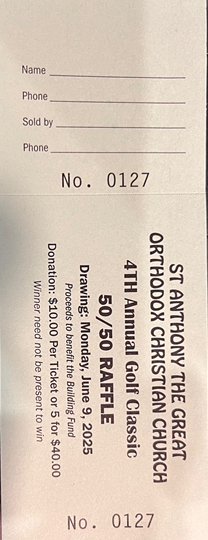 Name
Phone
Sold by
Phone
No. 0127
ST ANTHONY THE GREAT
ORTHODOX CHRISTIAN CHURCH
4TH Annual Golf Classic
50/50 RAFFLE
Drawing: Monday, June 9, 2025
Proceeds to benefit the Building Fund
Donation: $10.00 Per Ticket or 5 for $40.00
Winner need not be present to win
No. 0127